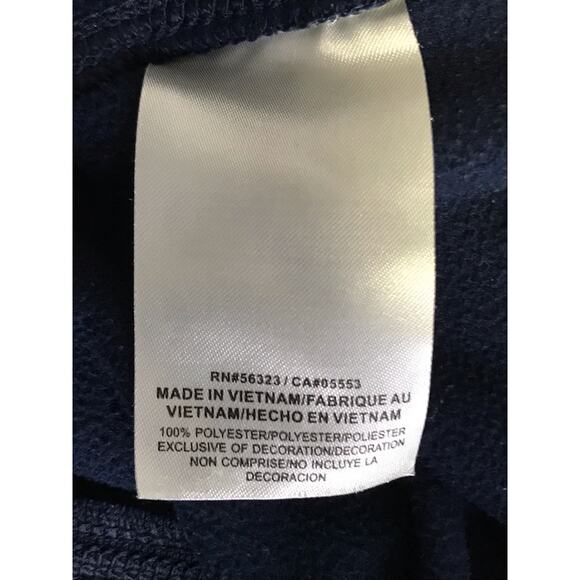 RN#56323 / CA#05553
MADE IN VIETNAM/FABRIQUE AU
VIETNAM/HECHO EN VIETNAM
100% POLYESTER/POLYESTER/POLIESTER
EXCLUSIVE OF DECORATION/DECORATION
NON COMPRISE/NO INCLUYE LA
DECORACION